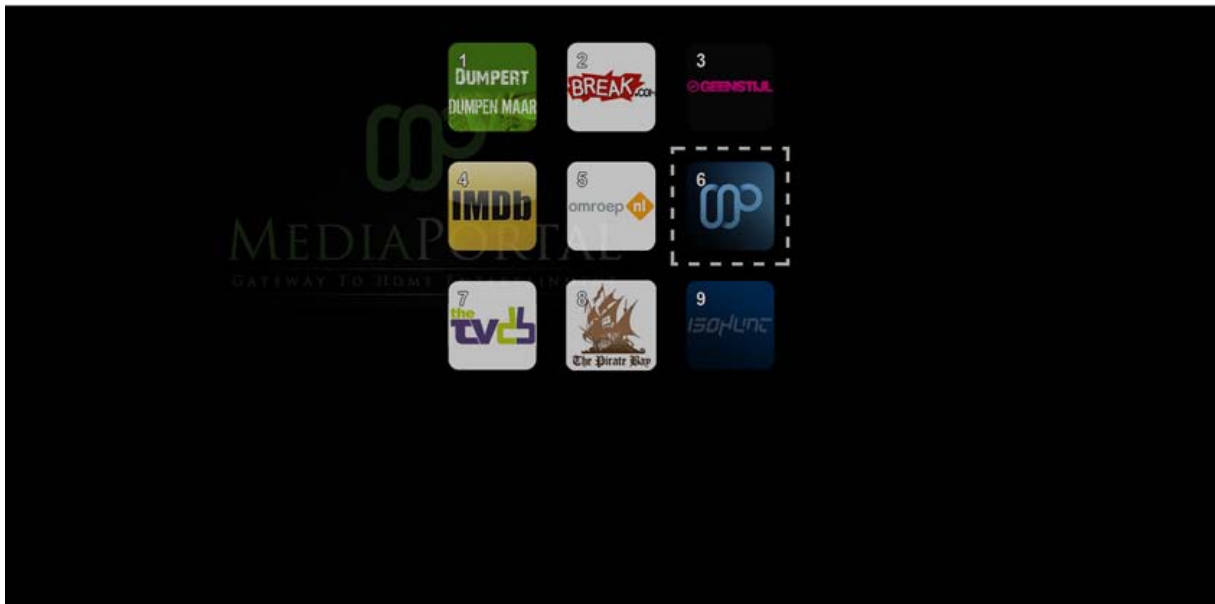 1
DUMPERT
DUMPEN MAAR
2
BREAK.com
3
GEENSTIJL
4
IMDb
5
omroep nl
6
7
the
tvdb
8
The Pirate Bay
9
ISOHUNT
MEDIAPORTAL
GATEWAY TO HOME ENTERTAINMENT